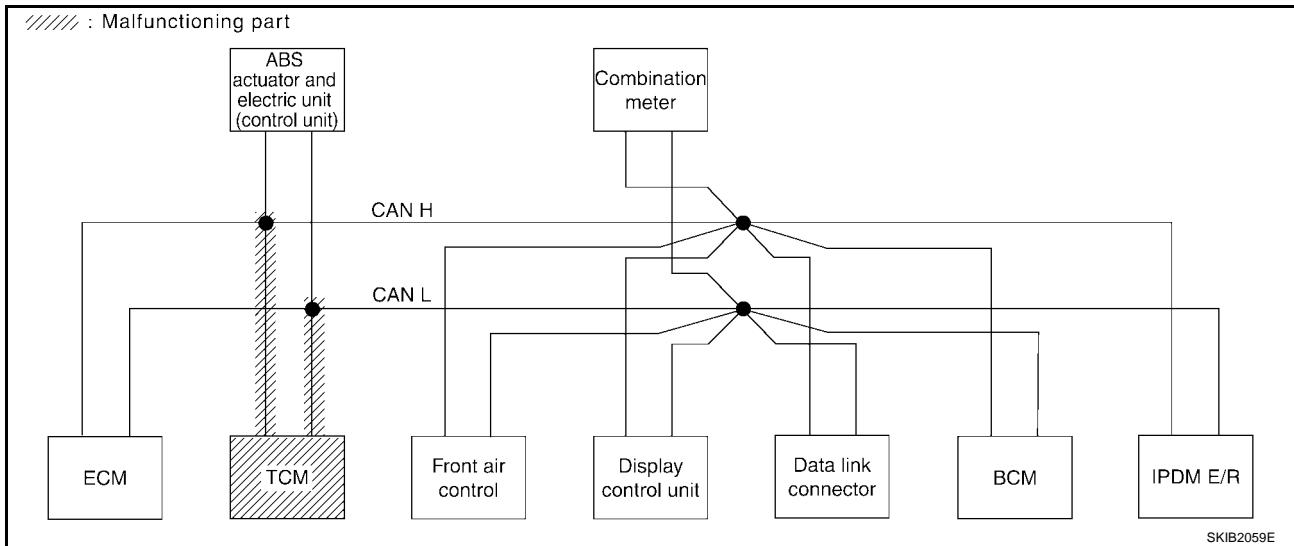 : Malfunctioning part
ABS
actuator and
electric unit
(control unit)
Combination
meter
CAN H
CAN L
ECM
TCM
Front air
control
Display
control unit
Data link
connector
BCM
IPDM E/R
SKIB2059E